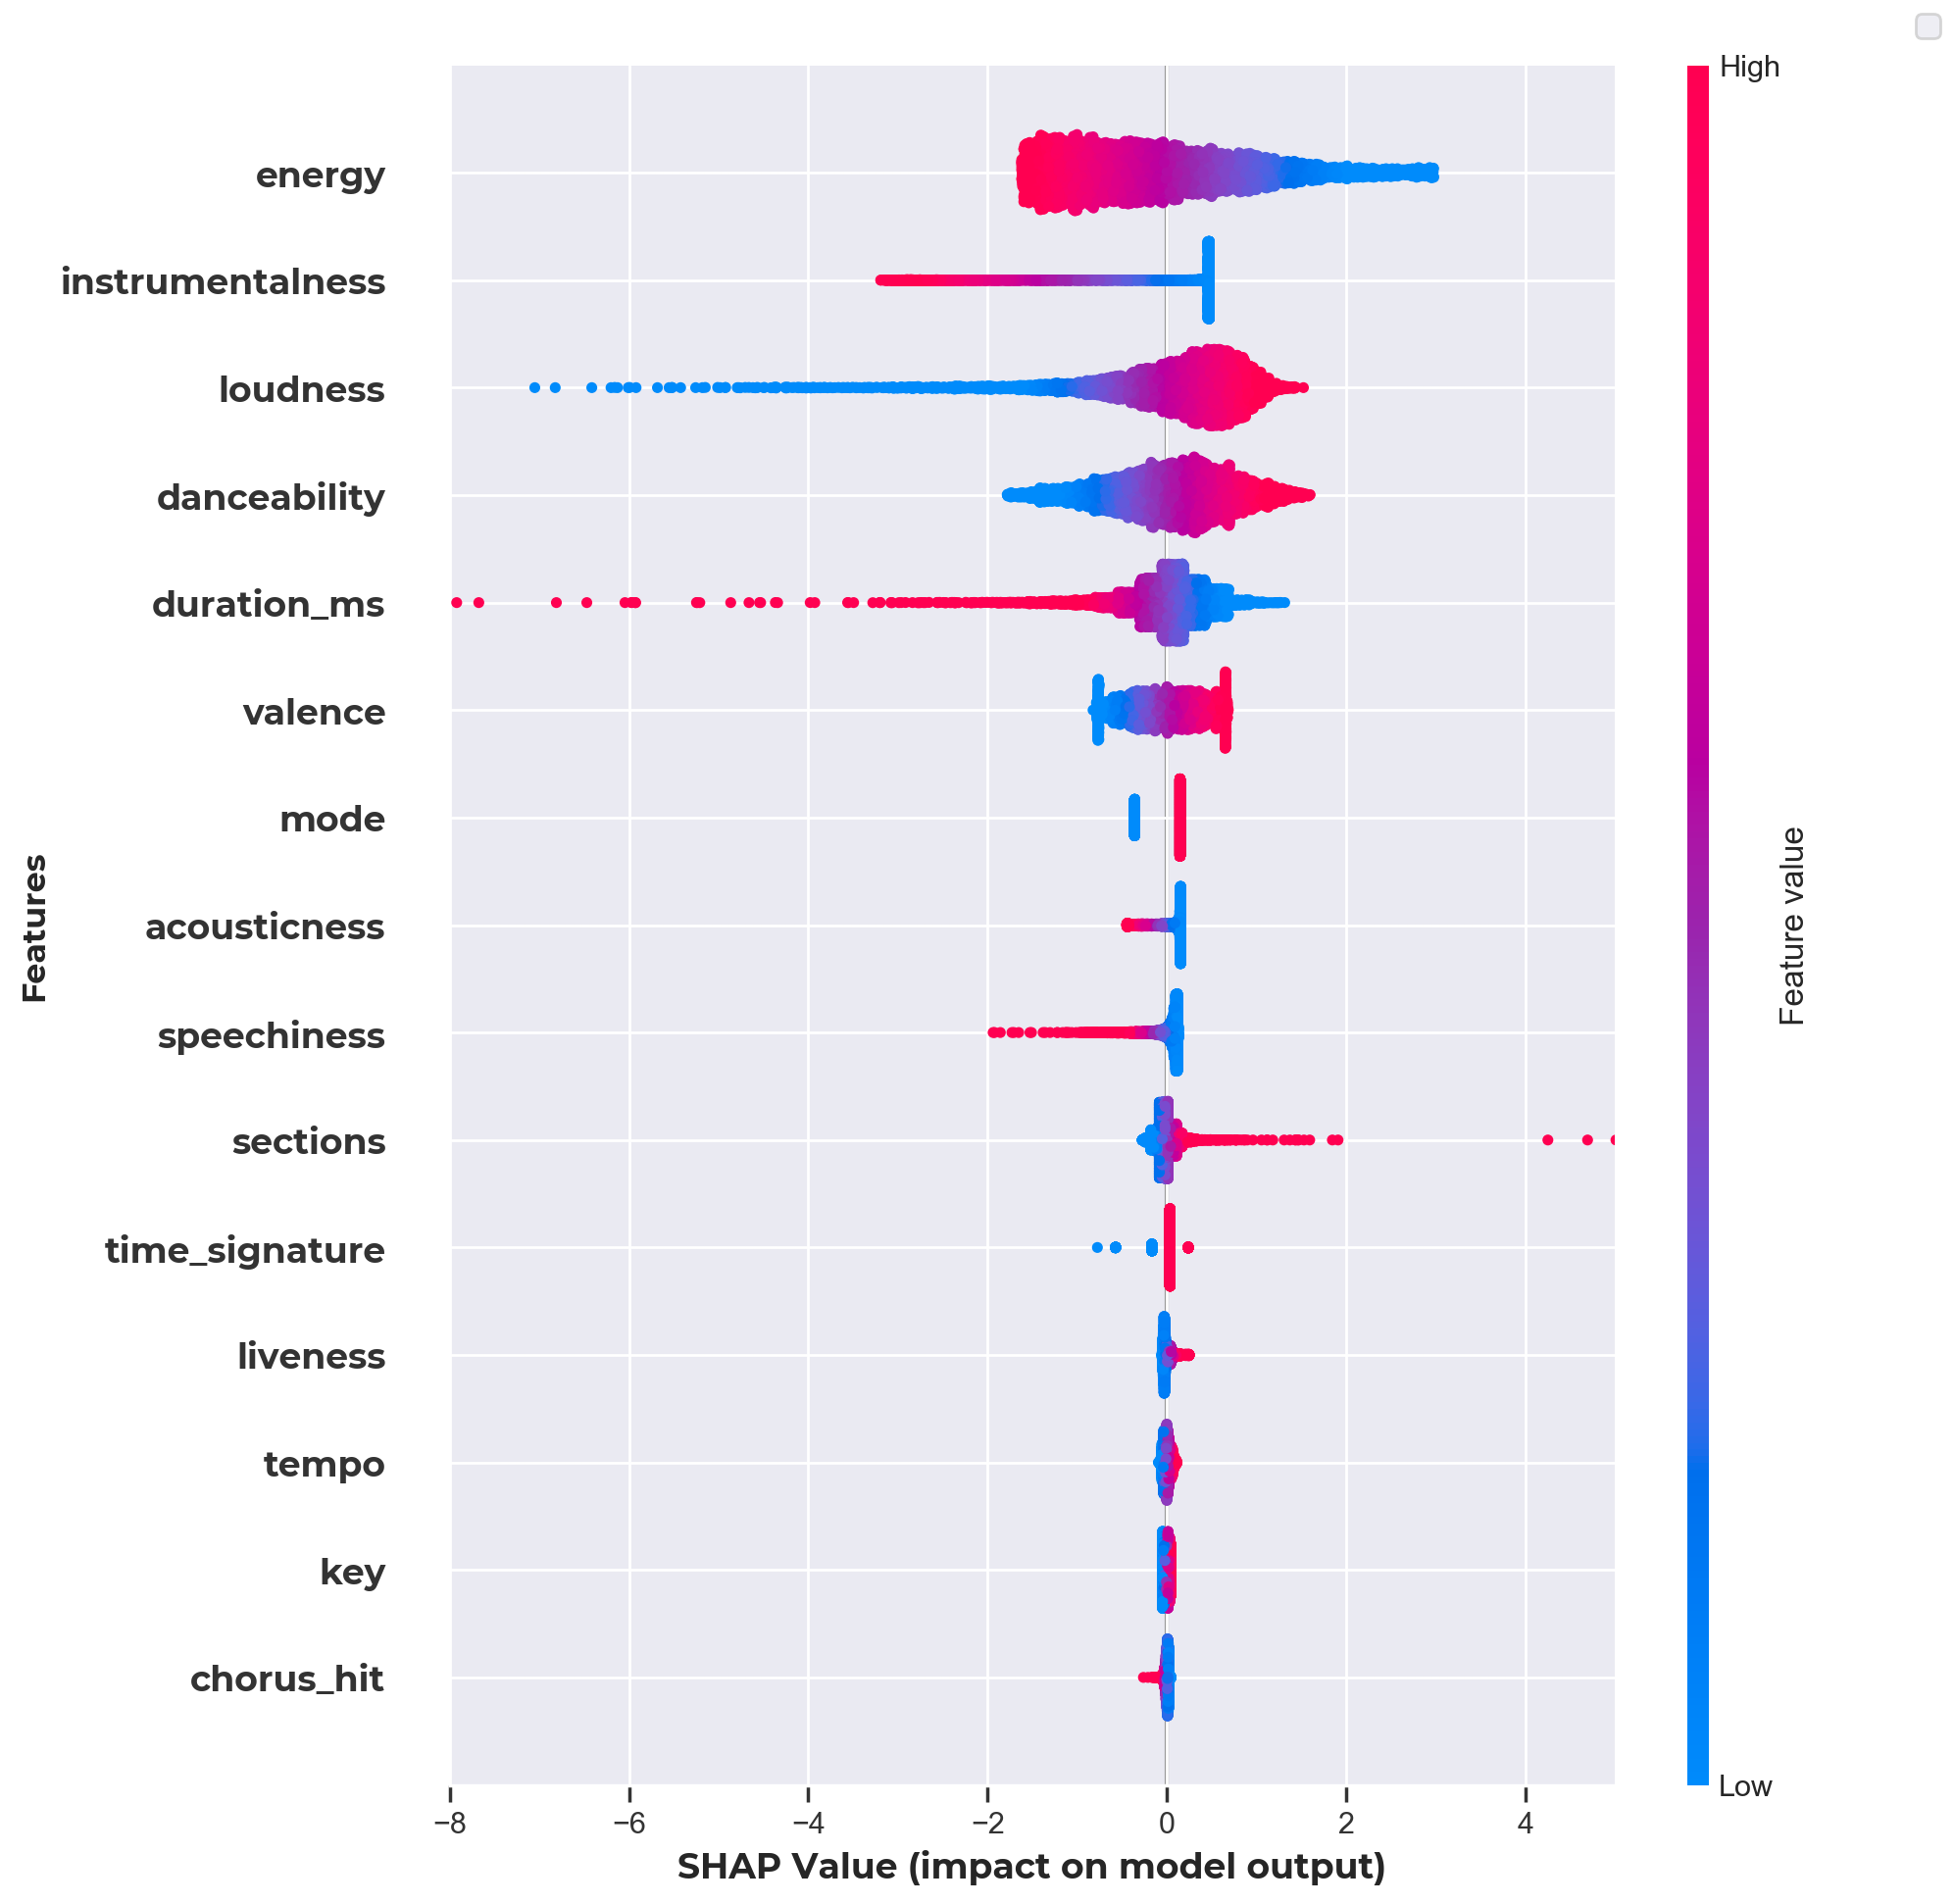 High
energy
instrumentalness
loudness
danceability
duration_ms
valence
mode
acousticness
speechiness
sections
time_signature
liveness
tempo
key
chorus_hit
Features
Feature value
Low
−8 −6 −4 −2 0 2 4
SHAP Value (impact on model output)